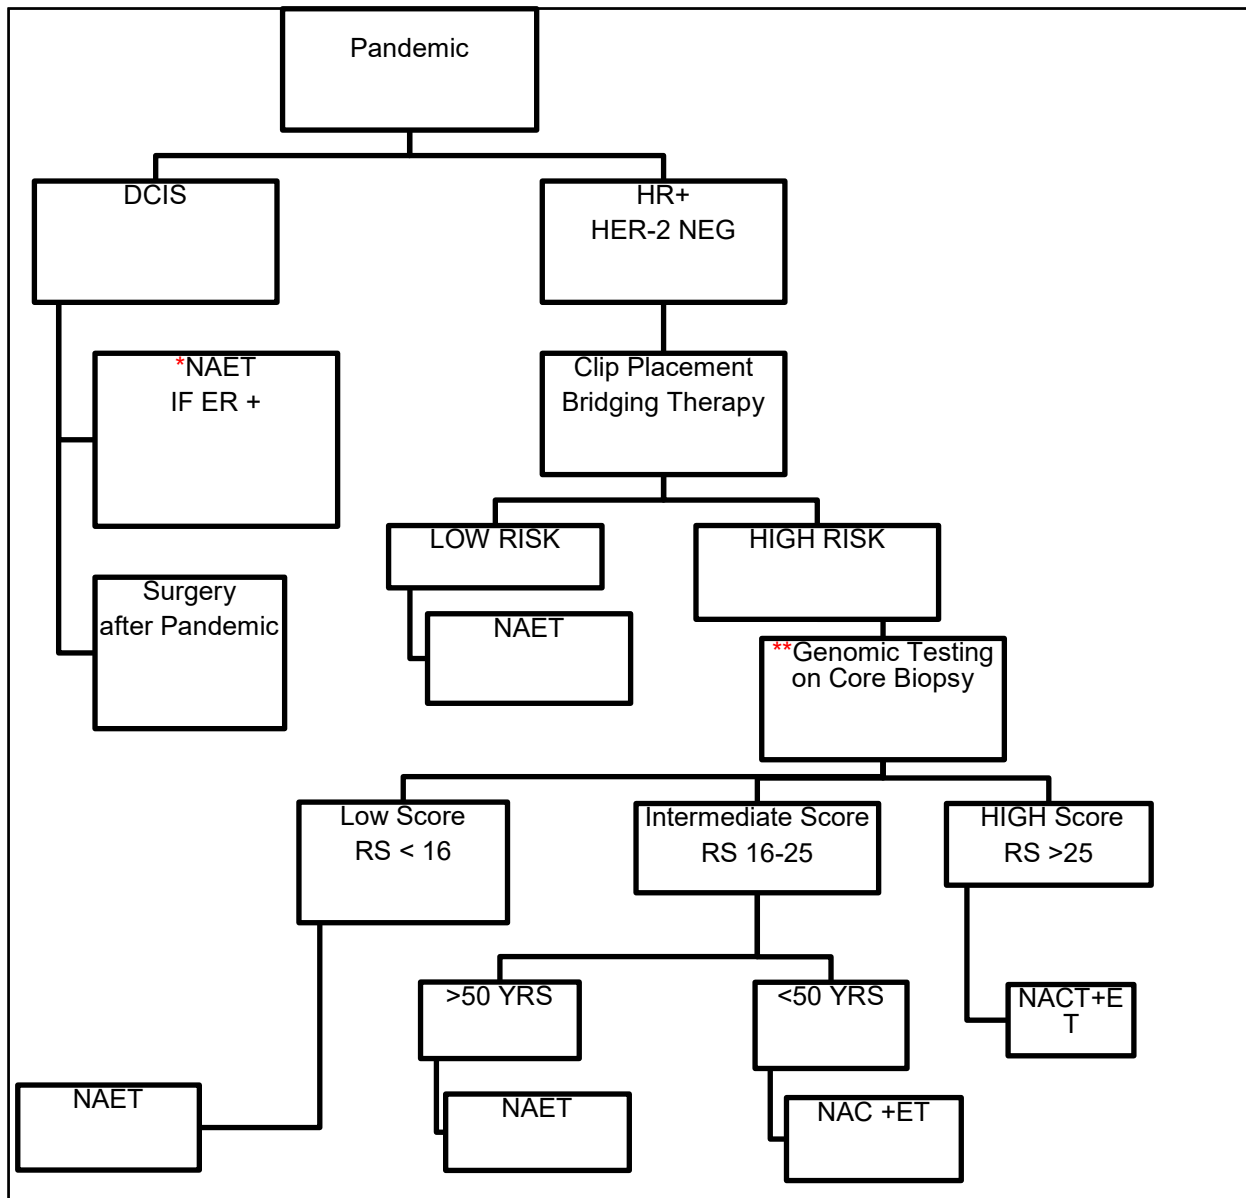 Pandemic
DCIS
HR+
HER-2 NEG
*NAET
IF ER +
Clip Placement
Bridging Therapy
Surgery
after Pandemic
LOW RISK
HIGH RISK
NAET
**Genomic Testing
on Core Biopsy
Low Score
RS < 16
Intermediate Score
RS 16-25
HIGH Score
RS >25
>50 YRS
<50 YRS
NACT+E
T
NAET
NAET
NAC +ET